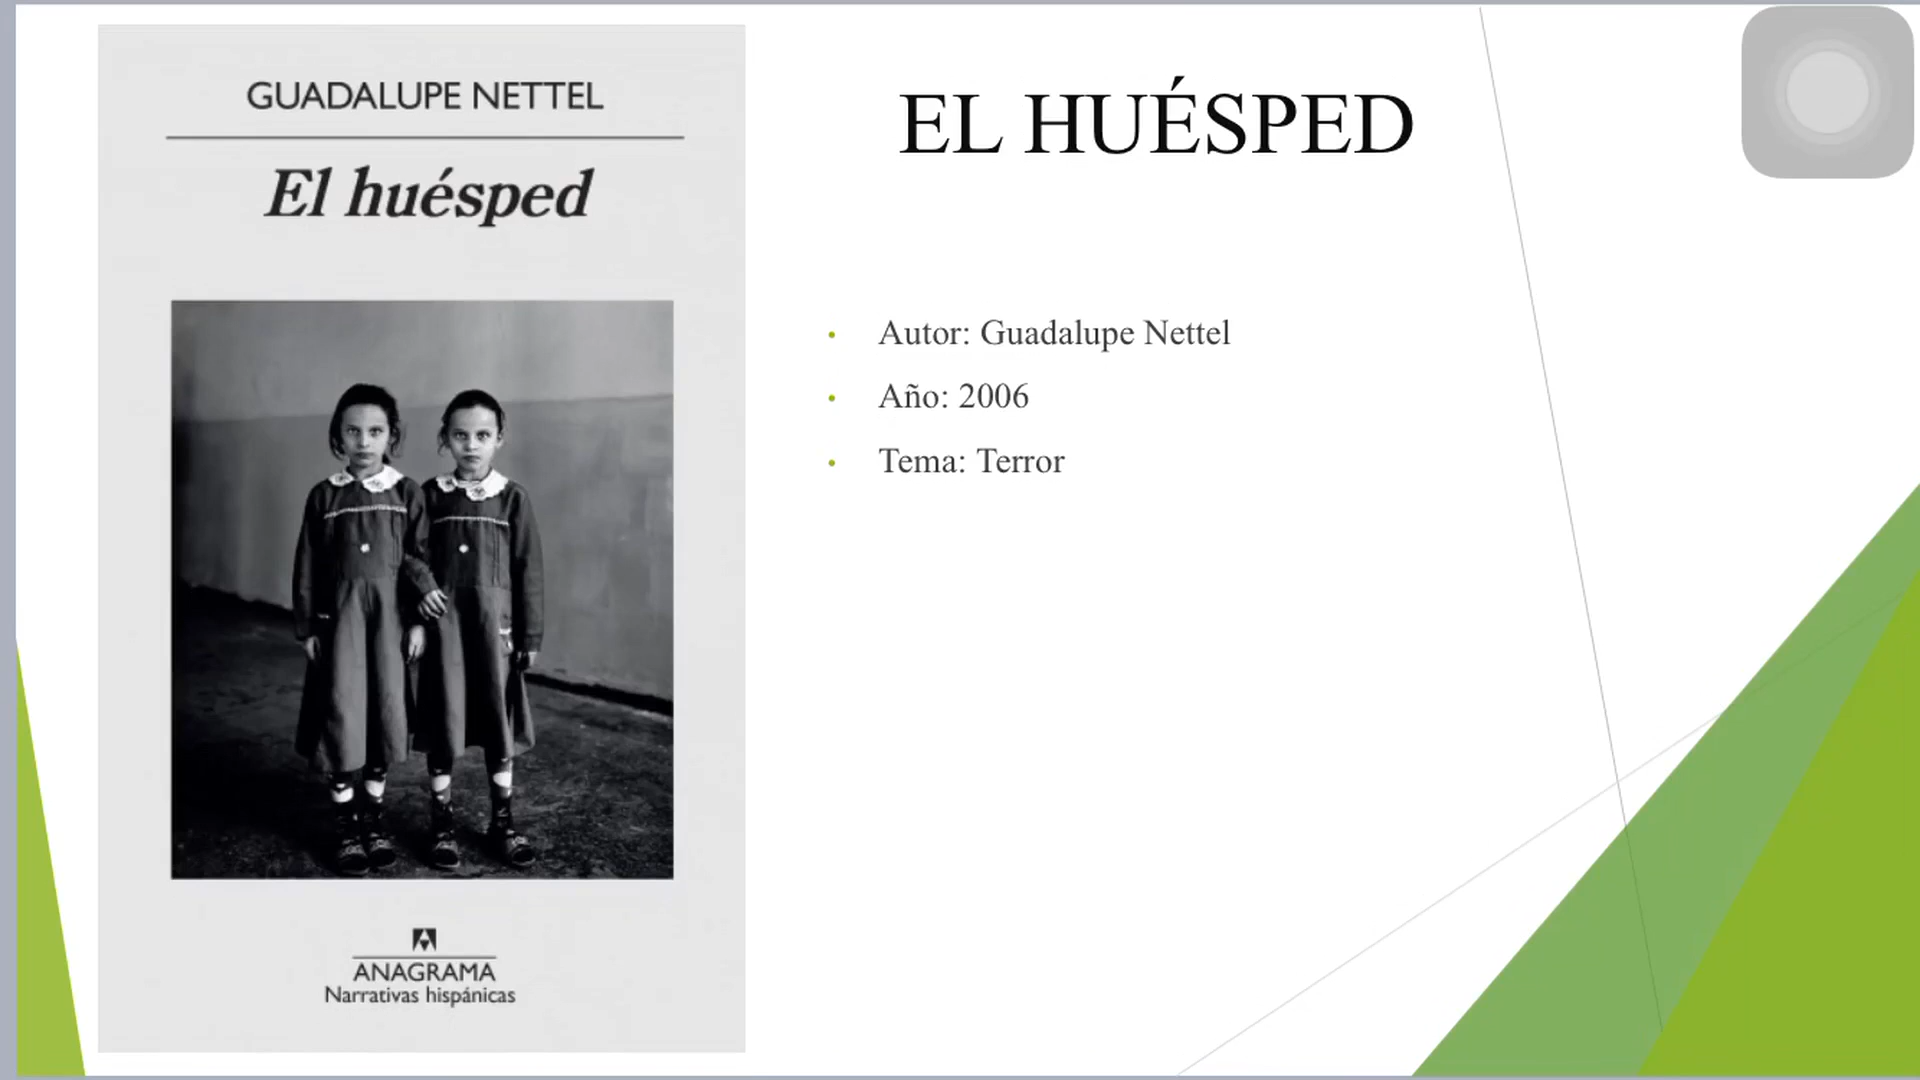 GUADALUPE NETTEL
El huésped
ANAGRAMA
Narrativas hispánicas
EL HUÉSPED
• Autor: Guadalupe Nettel
• Año: 2006
• Tema: Terror